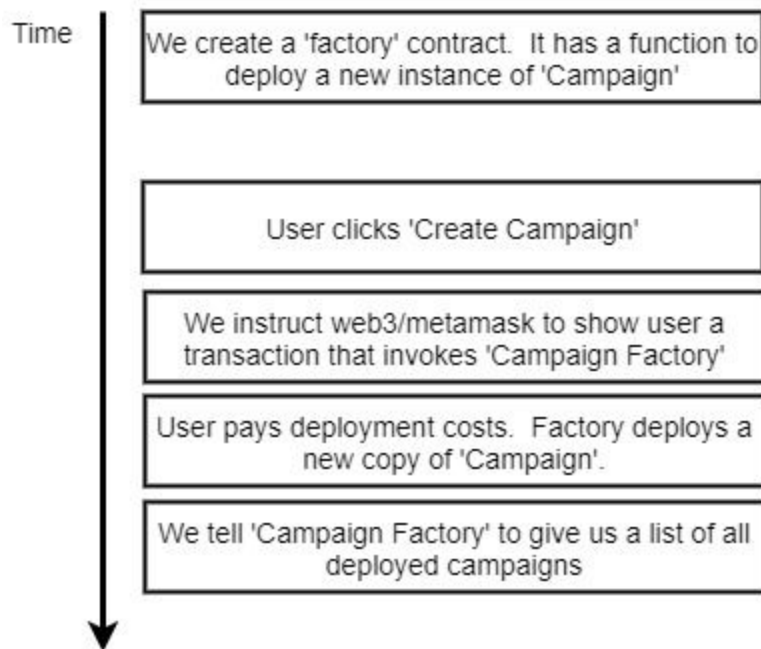 Time
We create a 'factory' contract.  It has a function to
deploy a new instance of 'Campaign'
User clicks 'Create Campaign'
We instruct web3/metamask to show user a
transaction that invokes 'Campaign Factory'
User pays deployment costs.  Factory deploys a
new copy of 'Campaign'.
We tell 'Campaign Factory' to give us a list of all
deployed campaigns